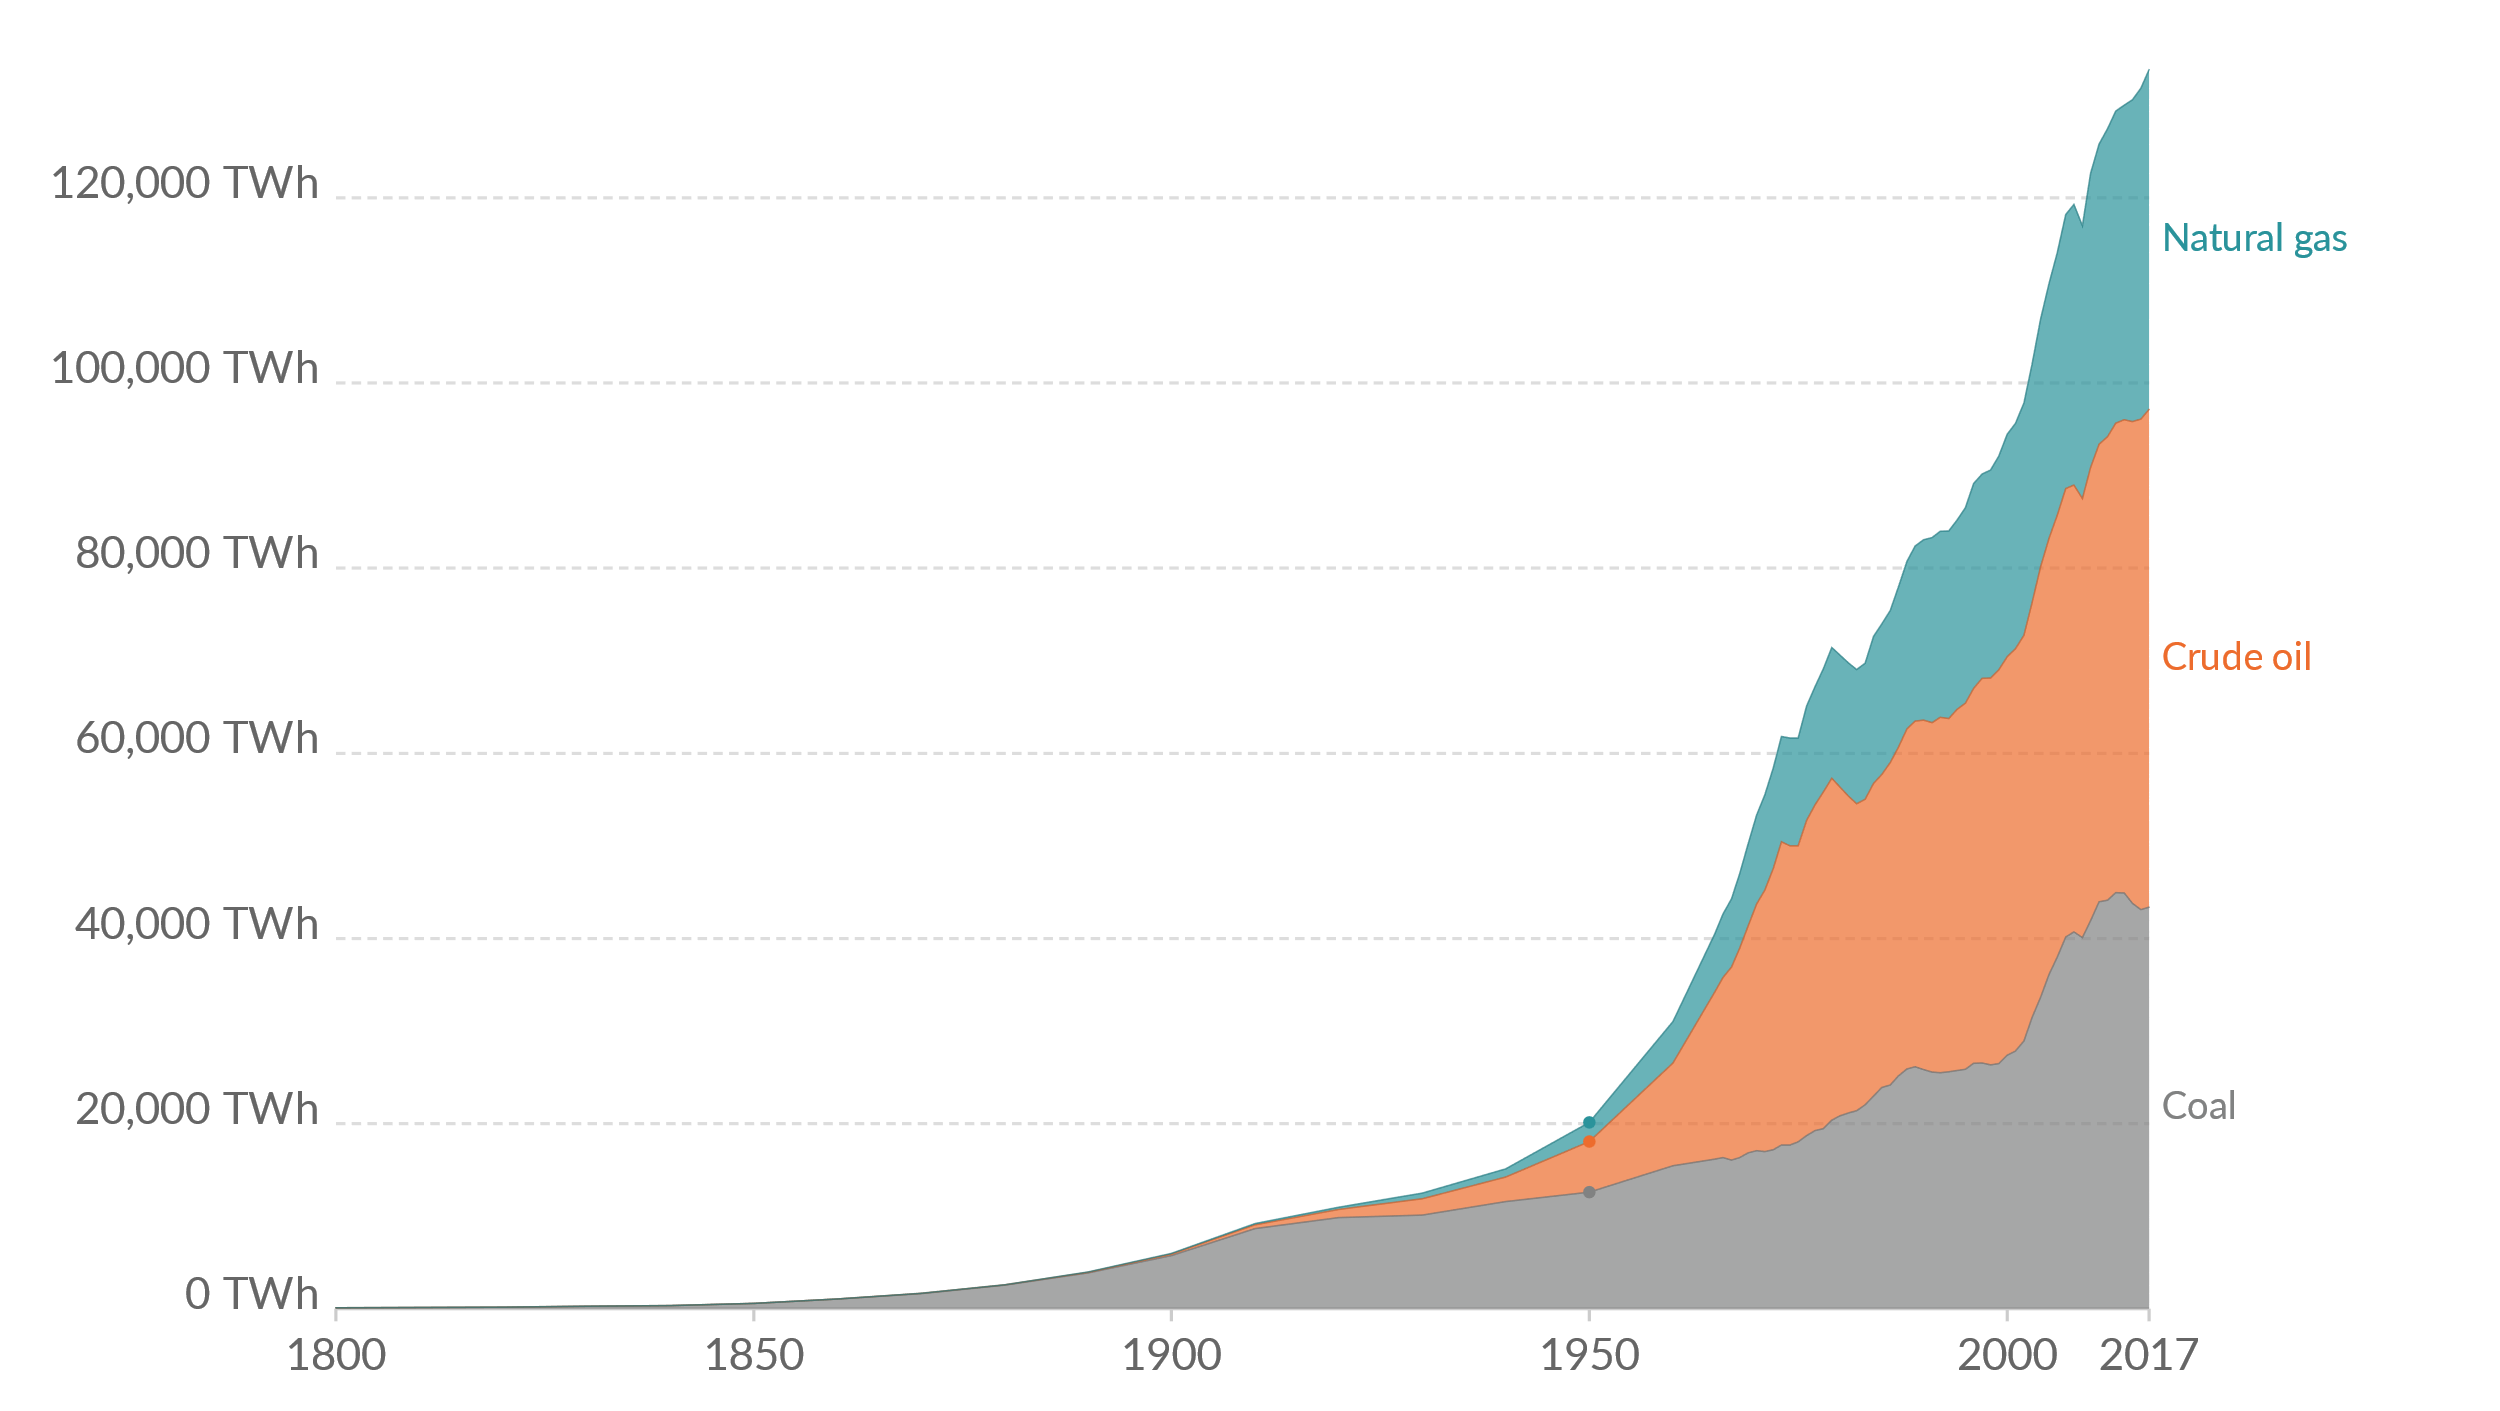 120,000 TWh
Natural gas
100,000 TWh
80,000 TWh
Crude oil
60,000 TWh
40,000 TWh
20,000 TWh
Coal
0 TWh
1800 1850 1900 1950 2000 2017